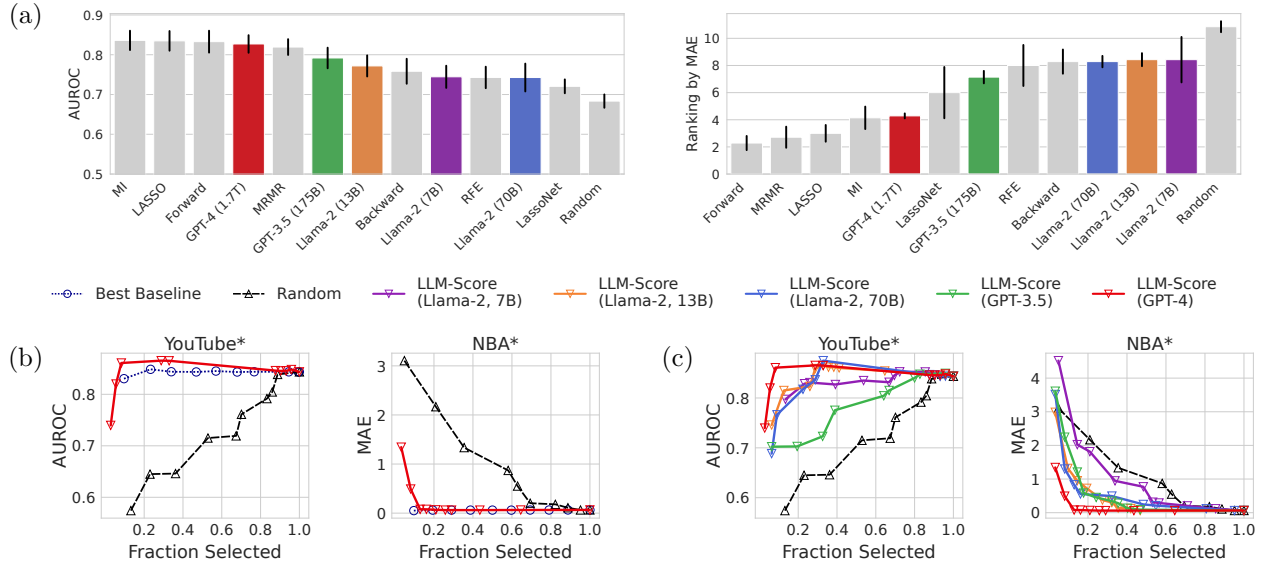 (a)
0.9
0.8
0.7
0.6
0.5
AUROC
MI
LASSO
Forward
GPT-4 (1.7T)
MRMR
GPT-3.5 (175B)
Llama-2 (13B)
Backward
Llama-2 (7B)
RFE
Llama-2 (70B)
LassoNet
Random
10
8
6
4
2
0
Ranking by MAE
Forward
MRMR
LASSO
MI
GPT-4 (1.7T)
LassoNet
GPT-3.5 (175B)
RFE
Backward
Llama-2 (70B)
Llama-2 (13B)
Llama-2 (7B)
Random
Best Baseline
Random
LLM-Score
(Llama-2, 7B)
LLM-Score
(Llama-2, 13B)
LLM-Score
(Llama-2, 70B)
LLM-Score
(GPT-3.5)
LLM-Score
(GPT-4)
(b)
YouTube*
0.8
0.7
0.6
AUROC
0.2 0.4 0.6 0.8 1.0
Fraction Selected
NBA*
3
2
1
0
MAE
0.2 0.4 0.6 0.8 1.0
Fraction Selected
(c)
YouTube*
0.8
0.7
0.6
AUROC
0.2 0.4 0.6 0.8 1.0
Fraction Selected
NBA*
4
3
2
1
0
MAE
0.2 0.4 0.6 0.8 1.0
Fraction Selected